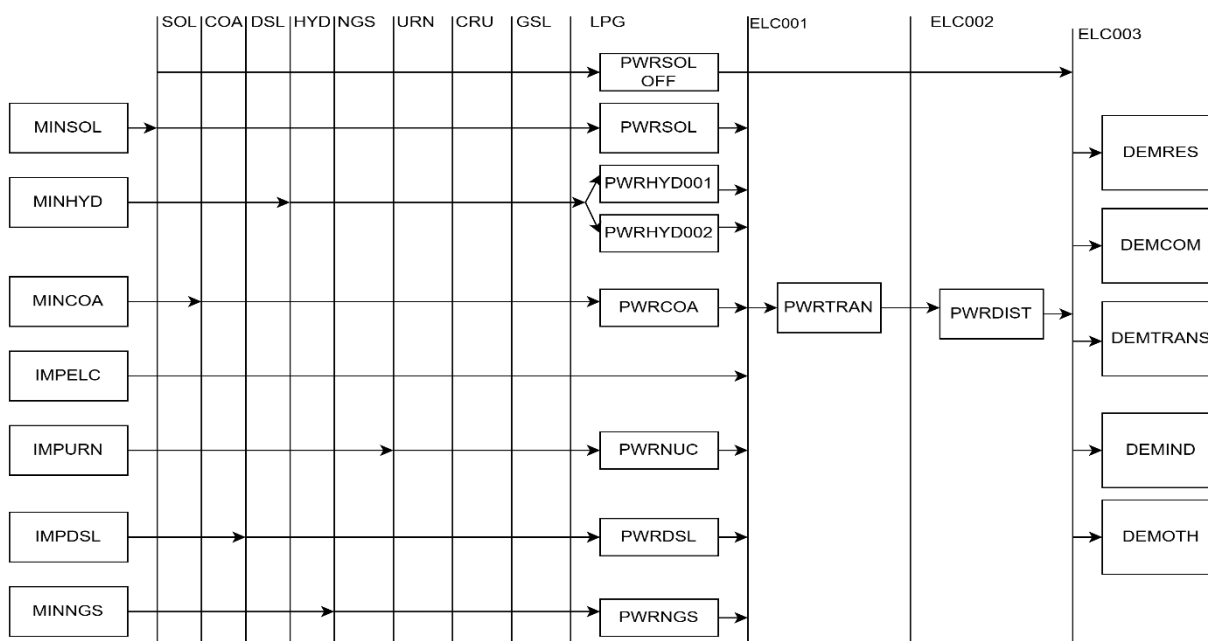 SOL COA DSL HYD NGS URN CRU GSL LPG ELC001 ELC002 ELC003
PWRSOL
OFF
MINSOL PWRSOL
DEMRES
MINHYD PWRHYD001
PWRHYD002
DEMCOM
MINCOA PWRCOA PWRTRAN PWRDIST
DEMTRANS
IMPELC
IMPURN PWRNUC DEMIND
IMPDSL PWRDSL DEMOTH
MINNGS PWRNGS